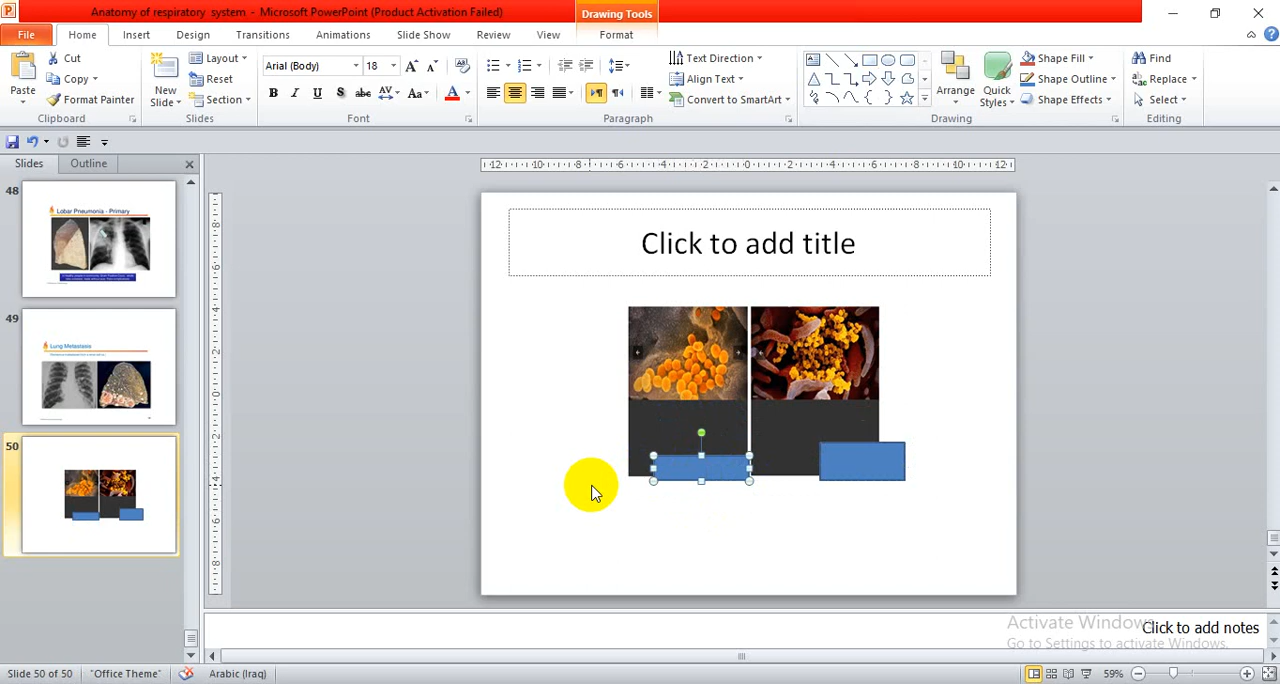 Anatomy of respiratory system - Microsoft PowerPoint (Product Activation Failed)
Drawing Tools
File Home Insert Design Transitions Animations Slide Show Review View Format
Paste
Cut
Copy
Format Painter
Clipboard
New Slide
Layout
Reset
Section
Slides
Arial (Body) 18
B I U S abc AV Aa A
Font
Text Direction
Align Text
Convert to SmartArt
Paragraph
Arrange
Quick Styles
Shape Fill
Shape Outline
Shape Effects
Drawing
Find
Replace
Select
Editing
Slides Outline
48
Lobar Pneumonia - Primary
49
Lung Metastasis
50
Click to add title
Click to add notes
Activate Windows
Go to Settings to activate Windows.
Slide 50 of 50 "Office Theme" Arabic (Iraq) 59%